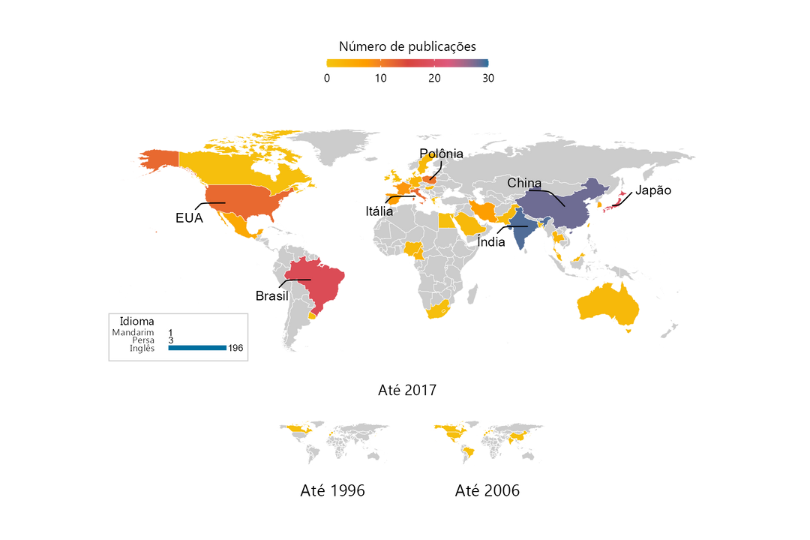 Número de publicações
0 10 20 30
Polônia
China
Japão
EUA
Itália
Índia
Brasil
Idioma
Mandarim 1
Persa 3
Inglês 196
Até 2017
Até 1996
Até 2006